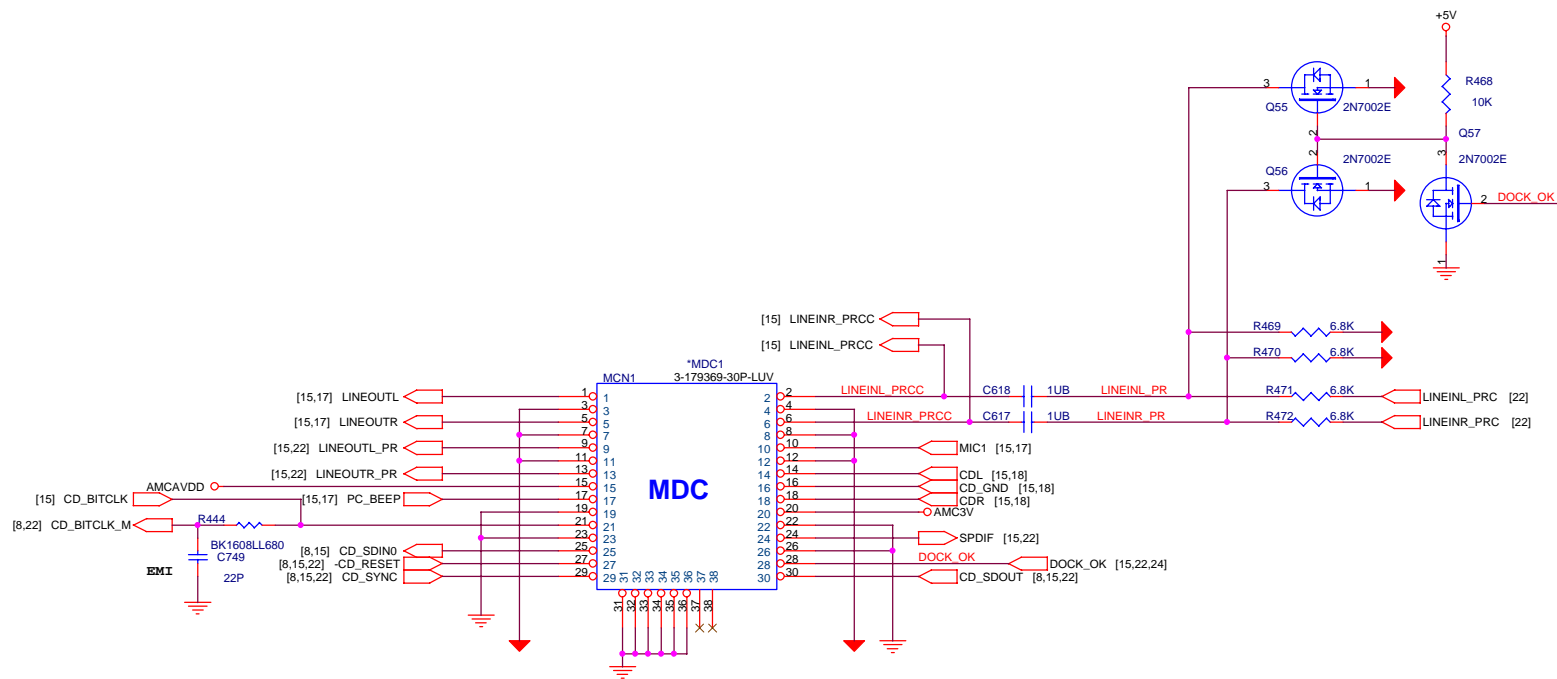 +5V
R468
10K
3
1
Q55
2N7002E
2
Q57
2
2N7002E
3
2N7002E
Q56
3
1
2
DOCK_OK
1
[15] LINEINR_PRCC
R469
6.8K
[15] LINEINL_PRCC
R470
6.8K
*MDC1
3-179369-30P-LUV
MCN1
LINEINL_PRCC
C618
1UB
LINEINL_PR
R471
6.8K
LINEINL_PRC [22]
LINEINR_PRCC
C617
1UB
LINEINR_PR
R472
6.8K
LINEINR_PRC [22]
[15,17] LINEOUTL
1
1
2
2
3
3
4
4
[15,17] LINEOUTR
5
5
6
6
7
7
8
8
[15,22] LINEOUTL_PR
9
9
10
10
MIC1 [15,17]
11
11
12
12
[15,22] LINEOUTR_PR
13
13
14
14
CDL [15,18]
AMCAVDD
15
15
16
16
CD_GND [15,18]
[15] CD_BITCLK
[15,17] PC_BEEP
17
17
18
18
CDR [15,18]
MDC
19
19
20
20
AMC3V
[8,22] CD_BITCLK_M
R444
21
21
22
22
23
23
24
24
SPDIF [15,22]
BK1608LL680
[8,15] CD_SDIN0
25
25
26
26
C749
[8,15,22] -CD_RESET
27
27
28
28
DOCK_OK
DOCK_OK [15,22,24]
EMI
22P
[8,15,22] CD_SYNC
29
29
30
30
CD_SDOUT [8,15,22]
31
32
33
34
35
36
37
38
31
32
33
34
35
36
37
38